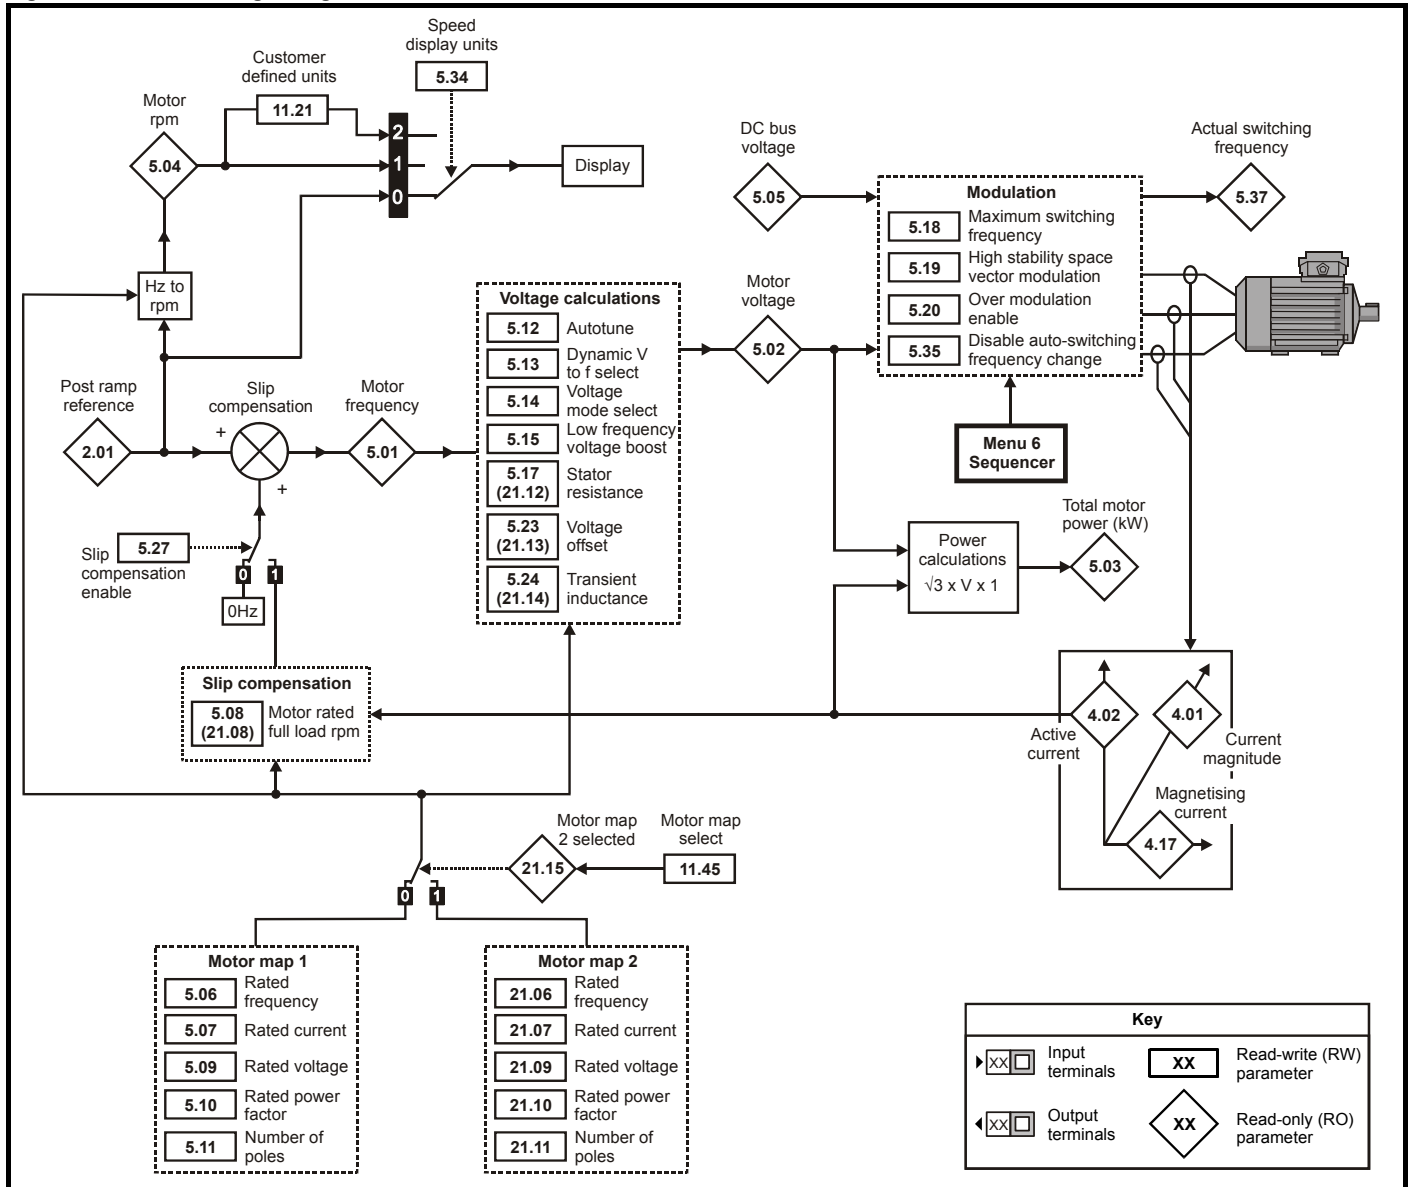 Speed
display units
5.34
Customer
defined units
11.21
Motor
rpm
5.04
2
1
0
Display
DC bus
voltage
5.05
Actual switching
frequency
5.37
Modulation
5.18
Maximum switching
frequency
5.19
High stability space
vector modulation
5.20
Over modulation
enable
5.35
Disable auto-switching
frequency change
Hz to
rpm
Voltage calculations
5.12
Autotune
5.13
Dynamic V
to f select
5.14
Voltage
mode select
5.15
Low frequency
voltage boost
5.17
(21.12)
Stator
resistance
5.23
(21.13)
Voltage
offset
5.24
(21.14)
Transient
inductance
Motor
voltage
5.02
Post ramp
reference
2.01
Slip
compensation
+
+
Motor
frequency
5.01
Menu 6
Sequencer
Slip
compensation
enable
5.27
0
1
0Hz
Power
calculations
√3 x V x 1
Total motor
power (kW)
5.03
Slip compensation
5.08
(21.08)
Motor rated
full load rpm
4.02
Active
current
4.01
Current
magnitude
Magnetising
current
4.17
Motor map
2 selected
21.15
Motor map
select
11.45
0
1
Motor map 1
5.06
Rated
frequency
5.07
Rated current
5.09
Rated voltage
5.10
Rated power
factor
5.11
Number of
poles
Motor map 2
21.06
Rated
frequency
21.07
Rated current
21.09
Rated voltage
21.10
Rated power
factor
21.11
Number of
poles
Key
XX
Input
terminals
XX
Read-write (RW)
parameter
XX
Output
terminals
XX
Read-only (RO)
parameter